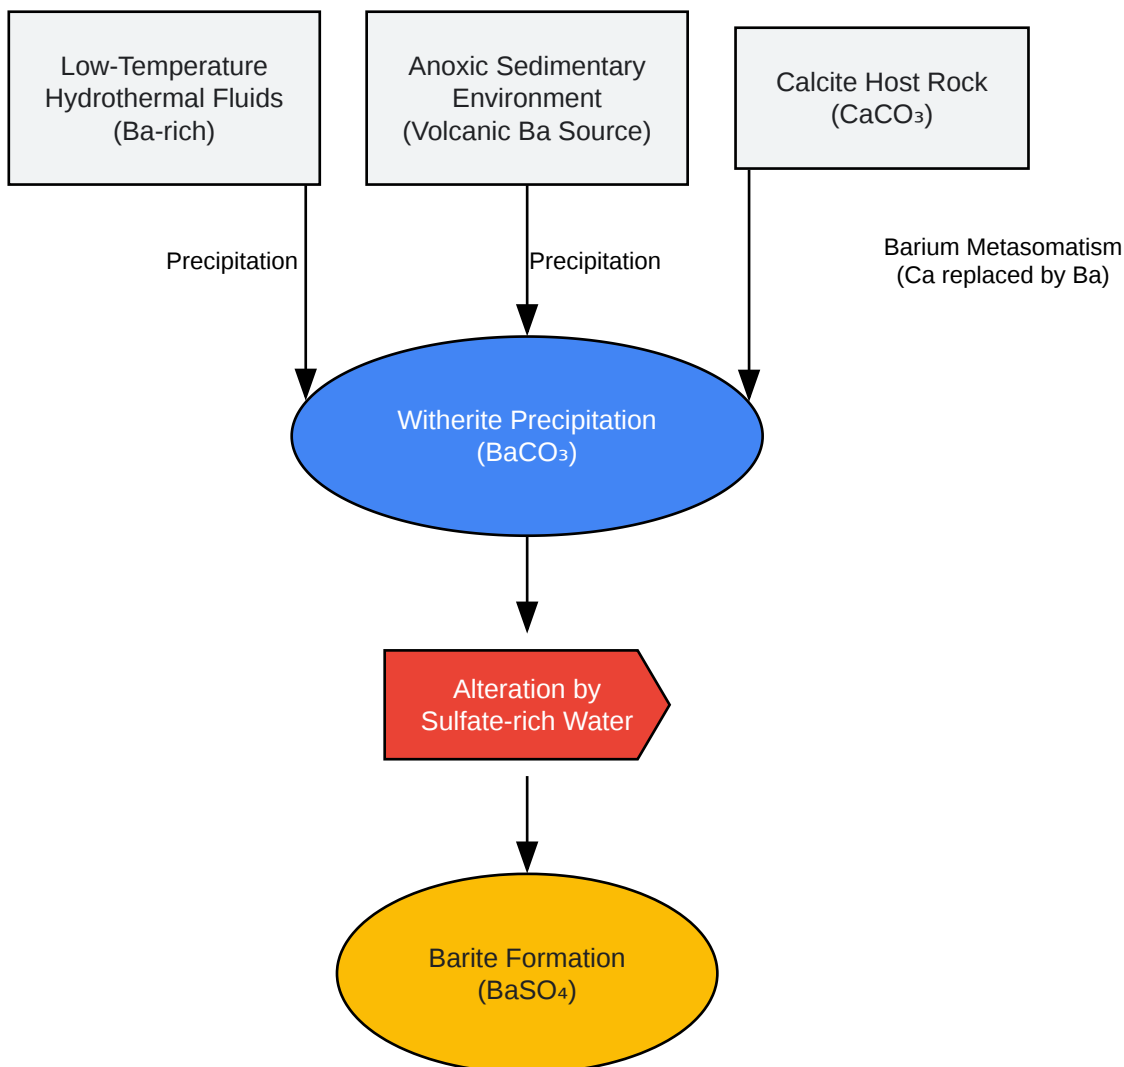 Low-Temperature
Hydrothermal Fluids
(Ba-rich)
Anoxic Sedimentary
Environment
(Volcanic Ba Source)
Calcite Host Rock
(CaCO₃)
Precipitation
Precipitation
Barium Metasomatism
(Ca replaced by Ba)
Witherite Precipitation
(BaCO₃)
Alteration by
Sulfate-rich Water
Barite Formation
(BaSO₄)